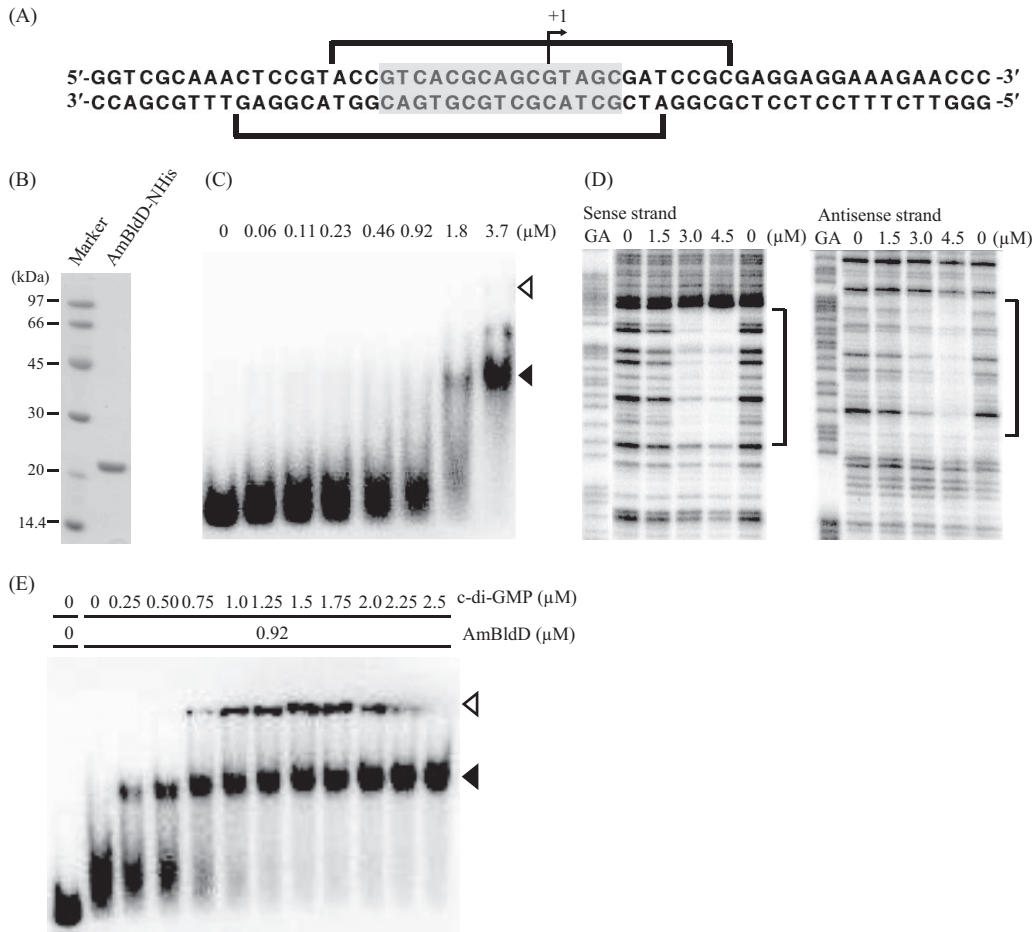 (A)
+1
5′-GGTCGCAAACTCCGTACCGTCACGCAGCGTAGCGATCCGCGAGGAGGAAAGAACCC-3′
3′-CCAGCGTTTGAGGCATGGCAGTGCGTCGCATCGCTAGGCGCTCCTCCTTTCTTGGG-5′
(B)
Marker
AmBldD-NHis
(kDa)
97
66
45
30
20
14.4
(C)
0 0.06 0.11 0.23 0.46 0.92 1.8 3.7 (µM)
(D)
Sense strand
GA 0 1.5 3.0 4.5 0 (µM)
Antisense strand
GA 0 1.5 3.0 4.5 0 (µM)
(E)
0 0 0.25 0.50 0.75 1.0 1.25 1.5 1.75 2.0 2.25 2.5 c-di-GMP (µM)
0 0.92 AmBldD (µM)